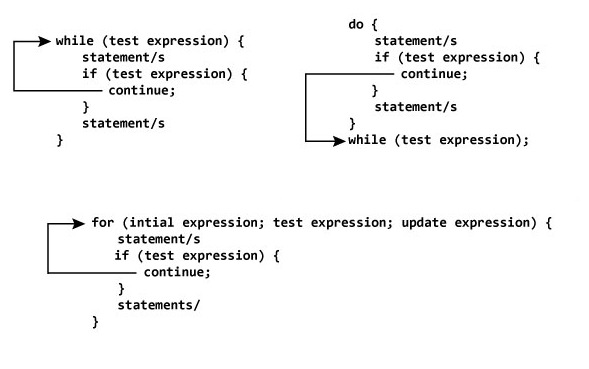 while (test expression) {
statement/s
if (test expression) {
continue;
}
statement/s
}
do {
statement/s
if (test expression) {
continue;
}
statement/s
}
while (test expression);
for (intial expression; test expression; update expression) {
statement/s
if (test expression) {
continue;
}
statements/
}